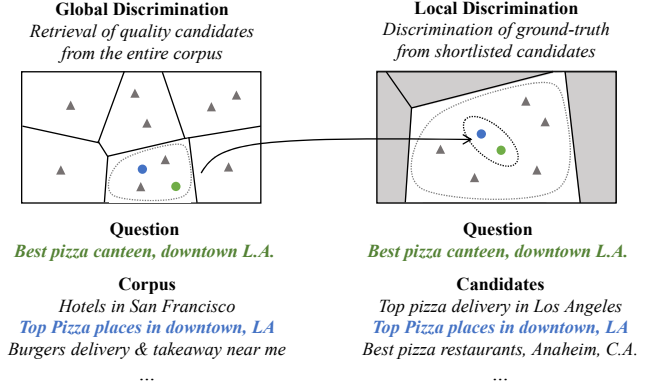 Global Discrimination
Retrieval of quality candidates
from the entire corpus
Question
Best pizza canteen, downtown L.A.
Corpus
Hotels in San Francisco
Top Pizza places in downtown, LA
Burgers delivery & takeaway near me
...
Local Discrimination
Discrimination of ground-truth
from shortlisted candidates
Question
Best pizza canteen, downtown L.A.
Candidates
Top pizza delivery in Los Angeles
Top Pizza places in downtown, LA
Best pizza restaurants, Anaheim, C.A.
...